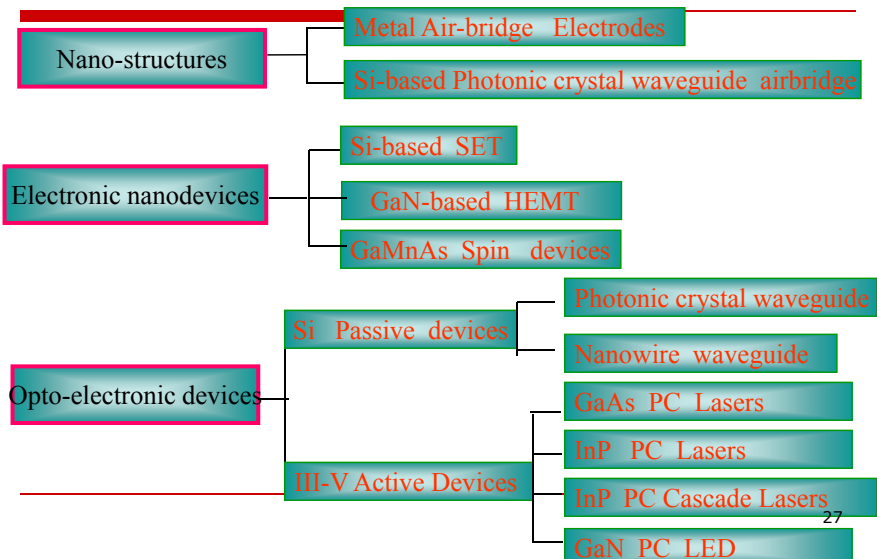 Nano-structures
Metal Air-bridge Electrodes
Si-based Photonic crystal waveguide airbridge
Electronic nanodevices
Si-based SET
GaN-based HEMT
GaMnAs Spin devices
Opto-electronic devices
Si Passive devices
Photonic crystal waveguide
Nanowire waveguide
III-V Active Devices
GaAs PC Lasers
InP PC Lasers
InP PC Cascade Lasers
GaN PC LED
27